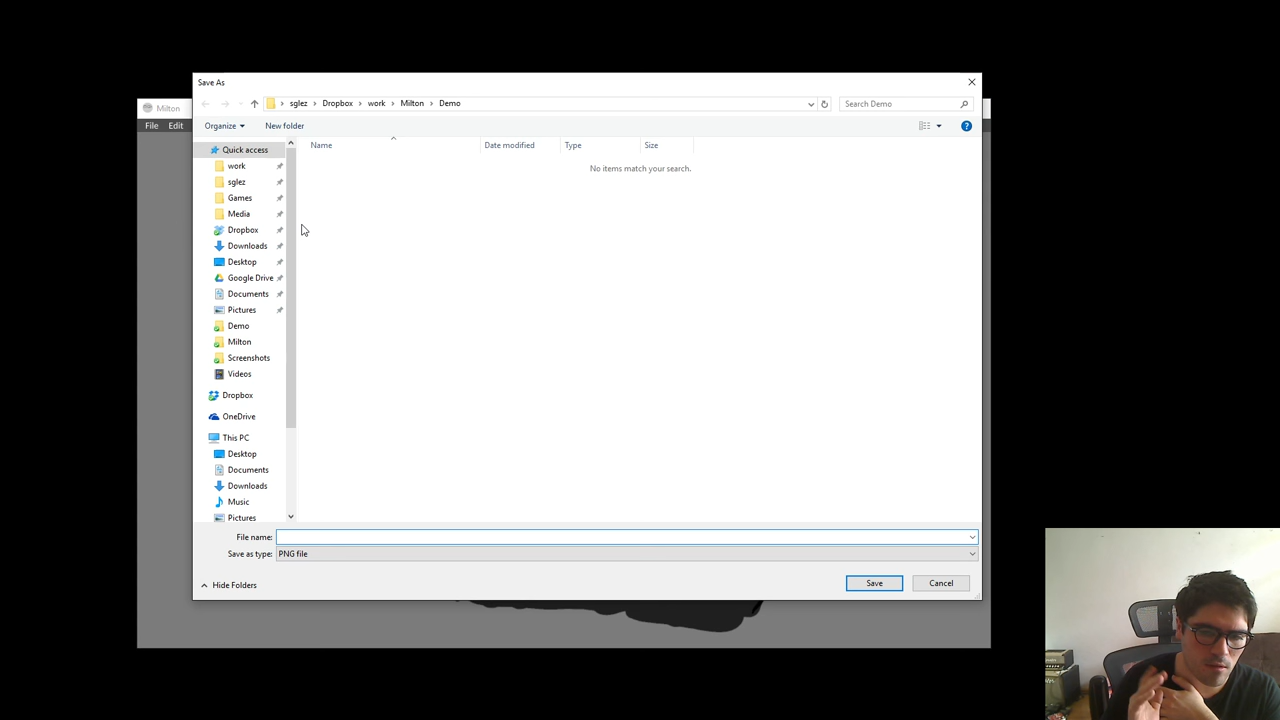 Save As
Milton
sglez > Dropbox > work > Milton > Demo
Search Demo
File Edit
Organize
New folder
Quick access
Name
Date modified
Type
Size
No items match your search.
work
sglez
Games
Media
Dropbox
Downloads
Desktop
Google Drive
Documents
Pictures
Demo
Milton
Screenshots
Videos
Dropbox
OneDrive
This PC
Desktop
Documents
Downloads
Music
Pictures
File name:
Save as type: PNG file
Hide Folders
Save
Cancel